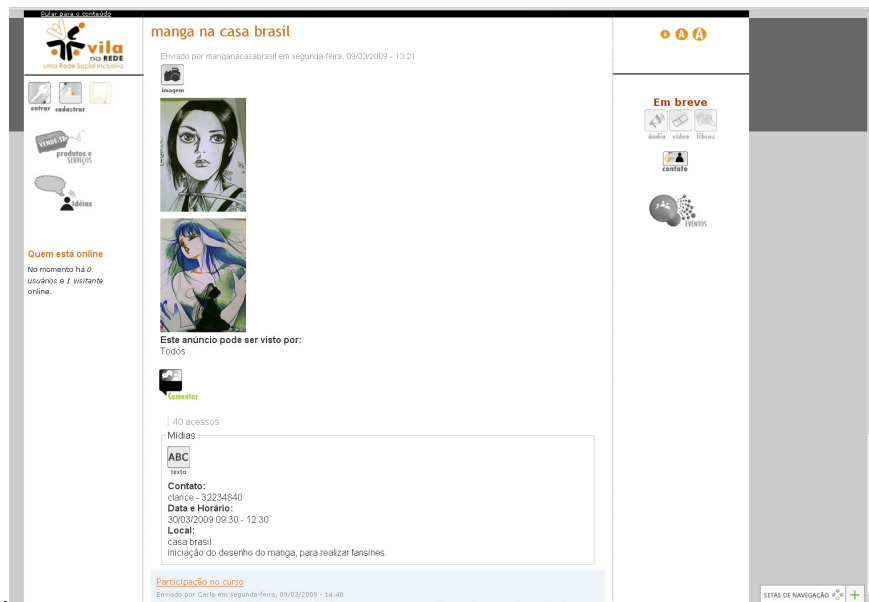 Pular para o conteúdo
vila
na REDE
uma Rede Social Inclusiva
entrar cadastrar
VENDE-SE
produtos e
SERVIÇOS
Idéias
Quem está online
No momento há 0
usuários e 1 visitante
online.
manga na casa brasil
Enviado por manganacasabrasil em segunda-feira, 09/03/2009 - 13:21
imagem
Este anúncio pode ser visto por:
Todos
Comentar
40 acessos
Mídias
ABC
texto
Contato:
clarice - 32234840
Data e Horário:
30/03/2009 09:30 - 12:30
Local:
casa brasil
iniciação do desenho do manga, para realizar fansines.
Participação no curso
Enviado por Carla em segunda-feira, 09/03/2009 - 14:40
A A A
Em breve
áudio vídeo libras
contato
EVENTOS
SETAS DE NAVEGAÇÃO